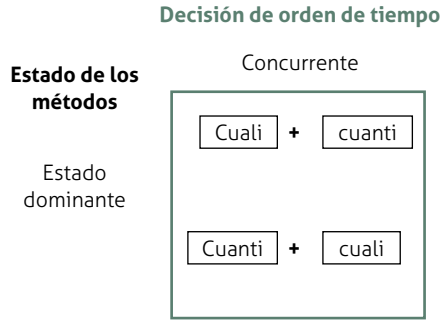 Decisión de orden de tiempo
Estado de los
métodos
Concurrente
Cuali + cuanti
Estado
dominante
Cuanti + cuali